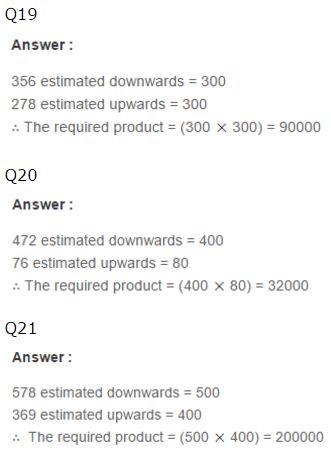 Q19
Answer :
356 estimated downwards = 300
278 estimated upwards = 300
∴ The required product = (300 × 300) = 90000
Q20
Answer :
472 estimated downwards = 400
76 estimated upwards = 80
∴ The required product = (400 × 80) = 32000
Q21
Answer :
578 estimated downwards = 500
369 estimated upwards = 400
∴ The required product = (500 × 400) = 200000